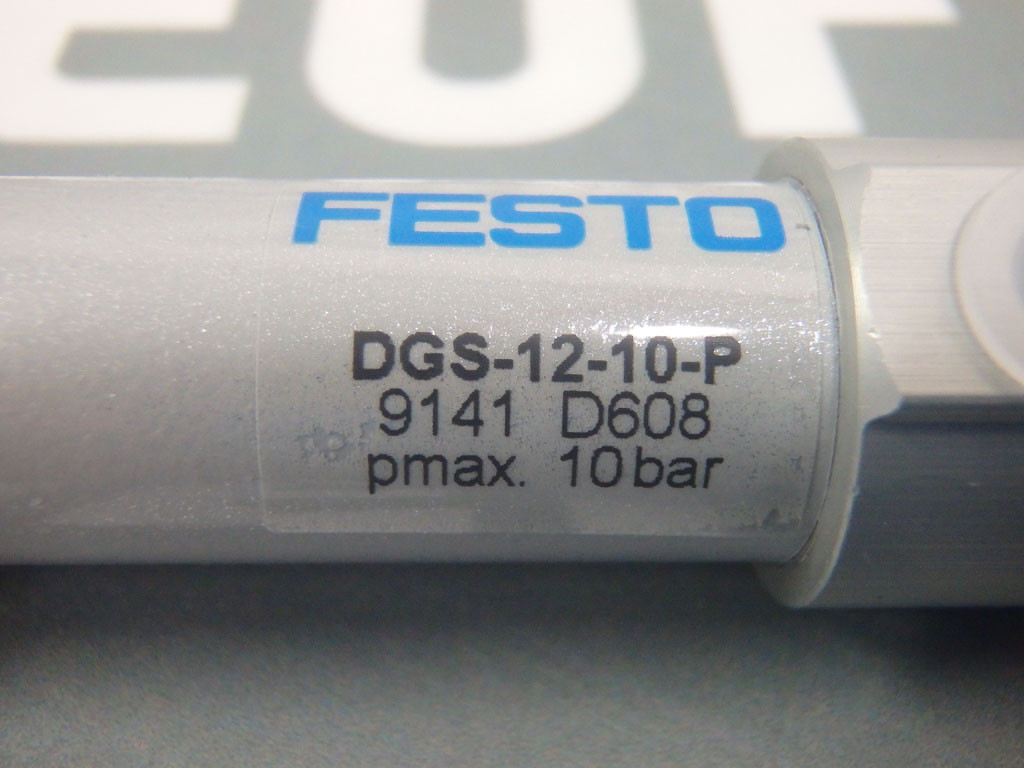 FESTO
DGS-12-10-P
9141 D608
pmax. 10bar